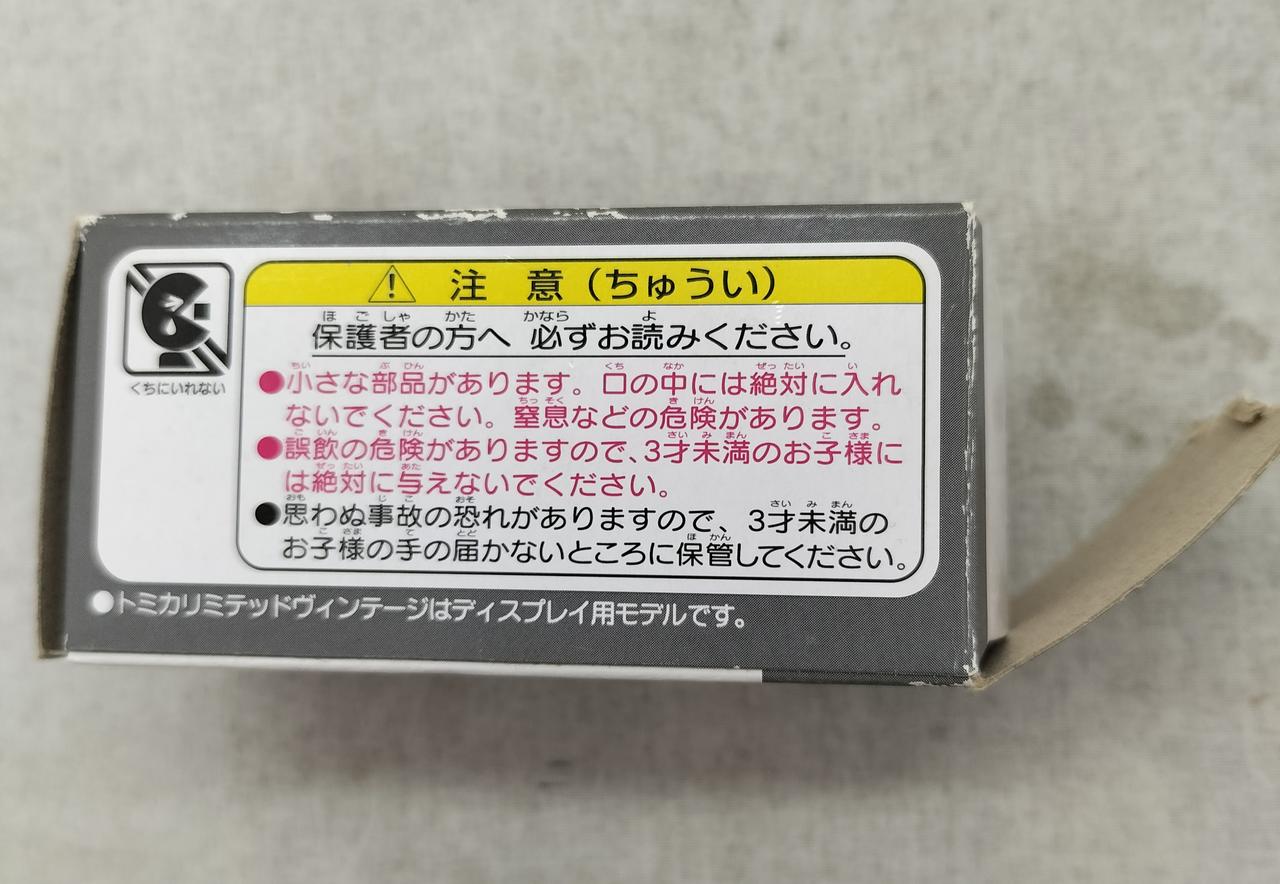 注意(ちゅうい)
保護者の方へ 必ずお読みください。
くちにいれない
●小さな部品があります。口の中には絶対に入れ
ないでください。窒息などの危険があります。
●誤飲の危険がありますので、3才未満のお子様に
は絶対に与えないでください。
●思わぬ事故の恐れがありますので、3才未満の
お子様の手の届かないところに保管してください。
●トミカリミテッドヴィンテージはディスプレイ用モデルです。